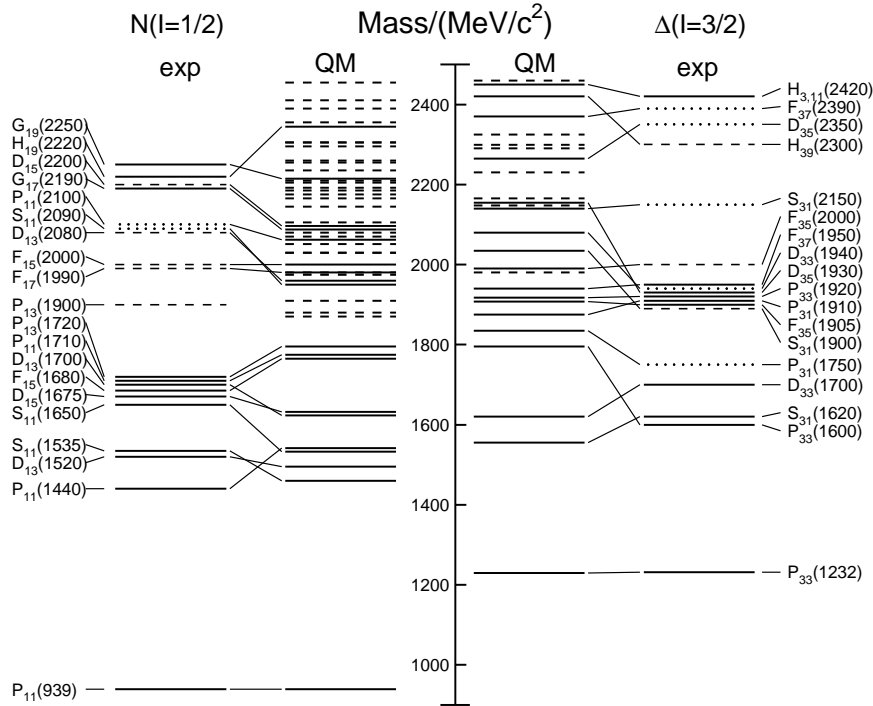 N(I=1/2) Mass/(MeV/c²) Δ(I=3/2)
exp QM QM exp
G₁₉(2250)
H₁₉(2220)
D₁₅(2200)
G₁₇(2190)
P₁₁(2100)
S₁₁(2090)
D₁₃(2080)
F₁₅(2000)
F₁₇(1990)
P₁₃(1900)
P₁₃(1720)
P₁₁(1710)
D₁₃(1700)
F₁₅(1680)
D₁₅(1675)
S₁₁(1650)
S₁₁(1535)
D₁₃(1520)
P₁₁(1440)
P₁₁(939)
2400
2200
2000
1800
1600
1400
1200
1000
H₃,₁₁(2420)
F₃₇(2390)
D₃₅(2350)
H₃₉(2300)
S₃₁(2150)
F₃₅(2000)
F₃₇(1950)
D₃₃(1940)
D₃₅(1930)
P₃₃(1920)
P₃₁(1910)
F₃₅(1905)
S₃₁(1900)
P₃₁(1750)
D₃₃(1700)
S₃₁(1620)
P₃₃(1600)
P₃₃(1232)